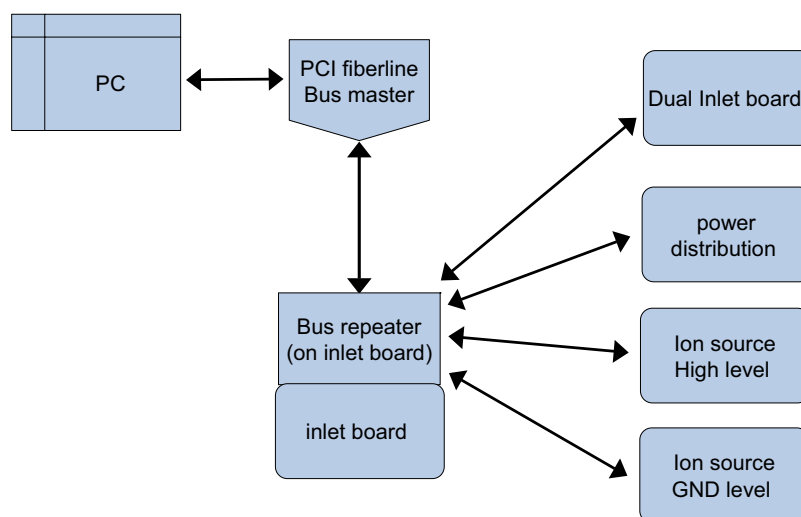 PC
PCI fiberline
Bus master
Dual Inlet board
power
distribution
Bus repeater
(on inlet board)
inlet board
Ion source
High level
Ion source
GND level